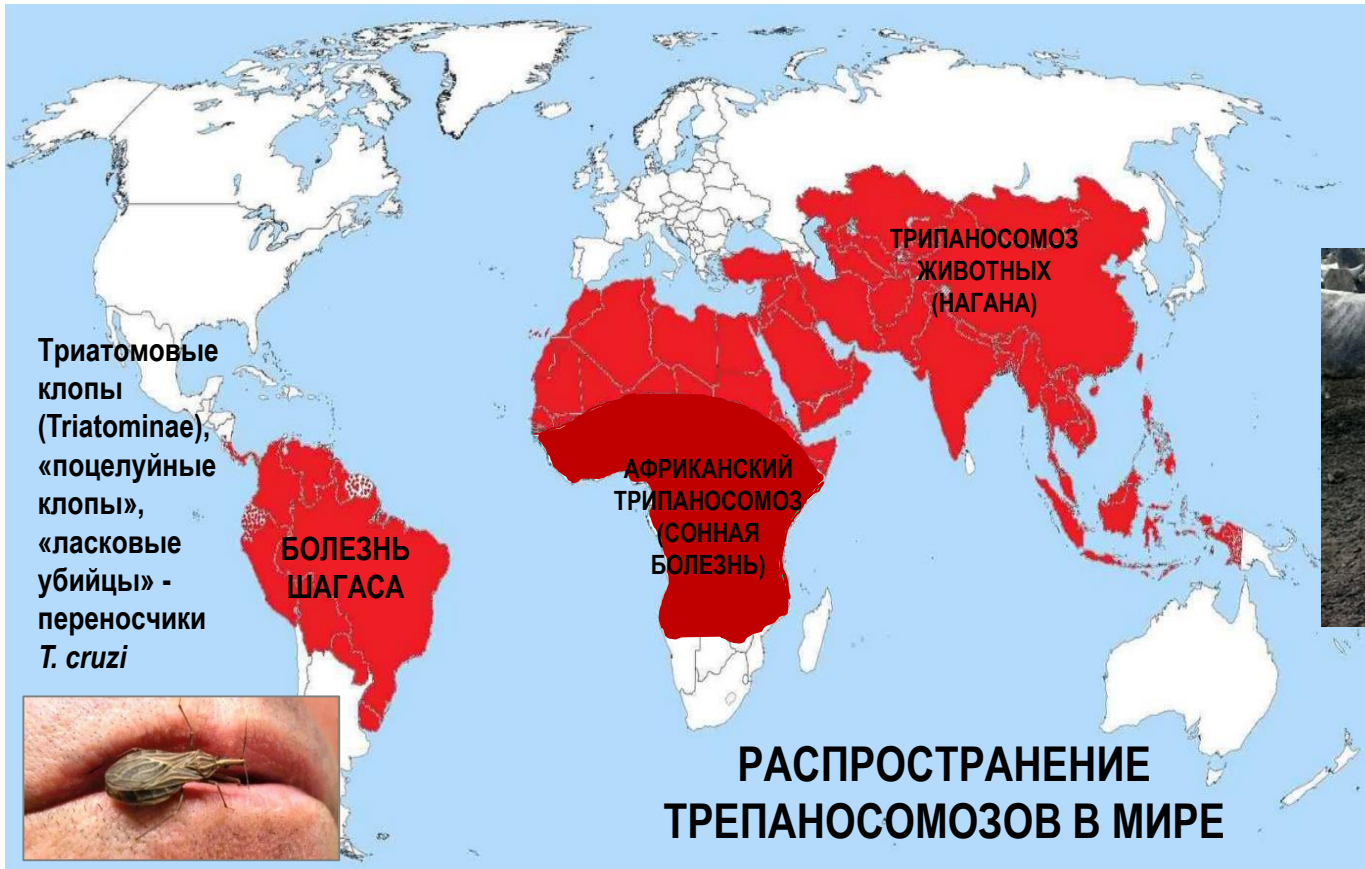 ТРИПАНОСОМОЗ
ЖИВОТНЫХ
(НАГАНА)
Триатомовые
клопы
(Triatominae),
«поцелуйные
клопы»,
«ласковые
убийцы» -
переносчики
T. cruzi
БОЛЕЗНЬ
ШАГАСА
АФРИКАНСКИЙ
ТРИПАНОСОМОЗ
(СОННАЯ
БОЛЕЗНЬ)
РАСПРОСТРАНЕНИЕ
ТРЕПАНОСОМОЗОВ В МИРЕ